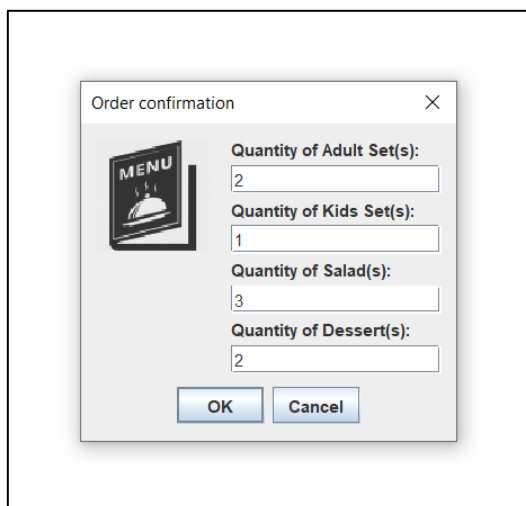 Order confirmation
MENU
Quantity of Adult Set(s):
2
Quantity of Kids Set(s):
1
Quantity of Salad(s):
3
Quantity of Dessert(s):
2
OK Cancel